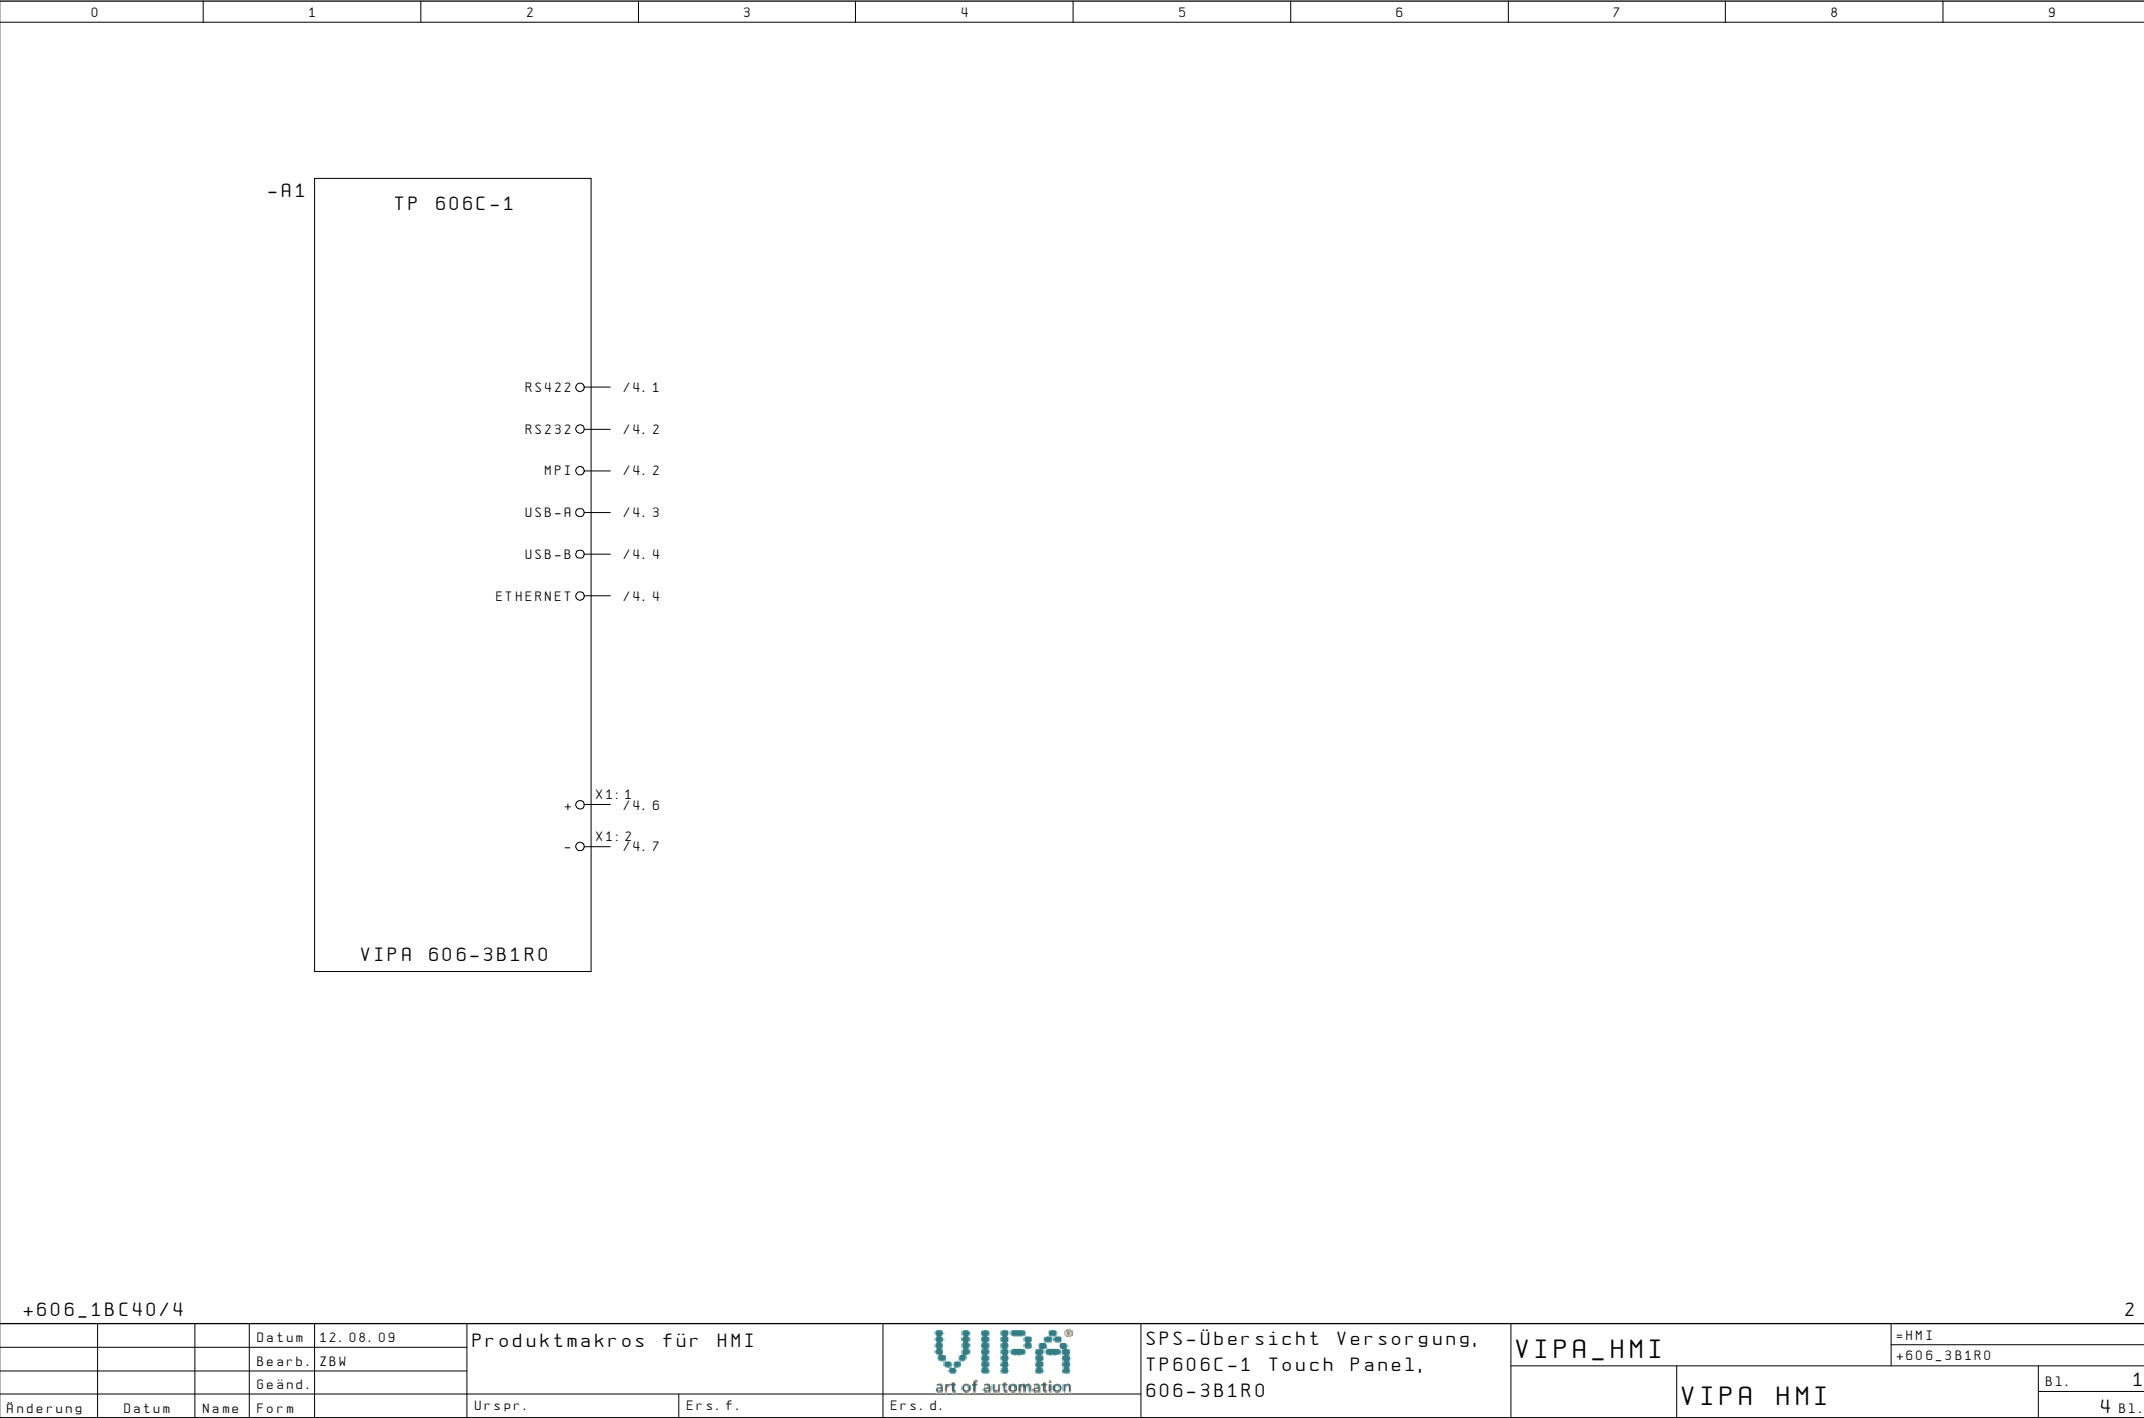 0 1 2 3 4 5 6 7 8 9
-A1
TP 606C-1
RS422 /4.1
RS232 /4.2
MPI /4.2
USB-A /4.3
USB-B /4.4
ETHERNET /4.4
X1:1
+ /4.6
X1:2
- /4.7
VIPA 606-3B1R0
+606_1BC40/4
2
Datum 12.08.09
Bearb. ZBW
Geänd.
Änderung Datum Name Form
Produktmakros für HMI
Urspr. Ers.f. Ers.d.
VIPA®
art of automation
SPS-Übersicht Versorgung,
TP606C-1 Touch Panel,
606-3B1R0
VIPA_HMI
VIPA HMI
=HMI
+606_3B1R0
Bl. 1
4 Bl.